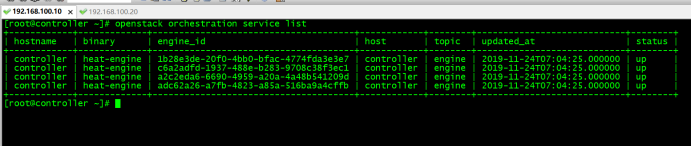 192.168.100.10 × 192.168.100.20
[root@controller ~]# openstack orchestration service list
| hostname | binary | engine_id | host | topic | updated_at | status |
| controller | heat-engine | 1b28e3de-20f0-4bb0-bfac-4774fda3e3e7 | controller | engine | 2019-11-24T07:04:25.000000 | up |
| controller | heat-engine | c6a2adfd-1937-488e-b283-9708c38f3ec1 | controller | engine | 2019-11-24T07:04:25.000000 | up |
| controller | heat-engine | a2c2eda6-6690-4959-a20a-4a48b541209d | controller | engine | 2019-11-24T07:04:25.000000 | up |
| controller | heat-engine | adc62a26-a7fb-4823-a85a-516ba9a4cffb | controller | engine | 2019-11-24T07:04:25.000000 | up |
[root@controller ~]#